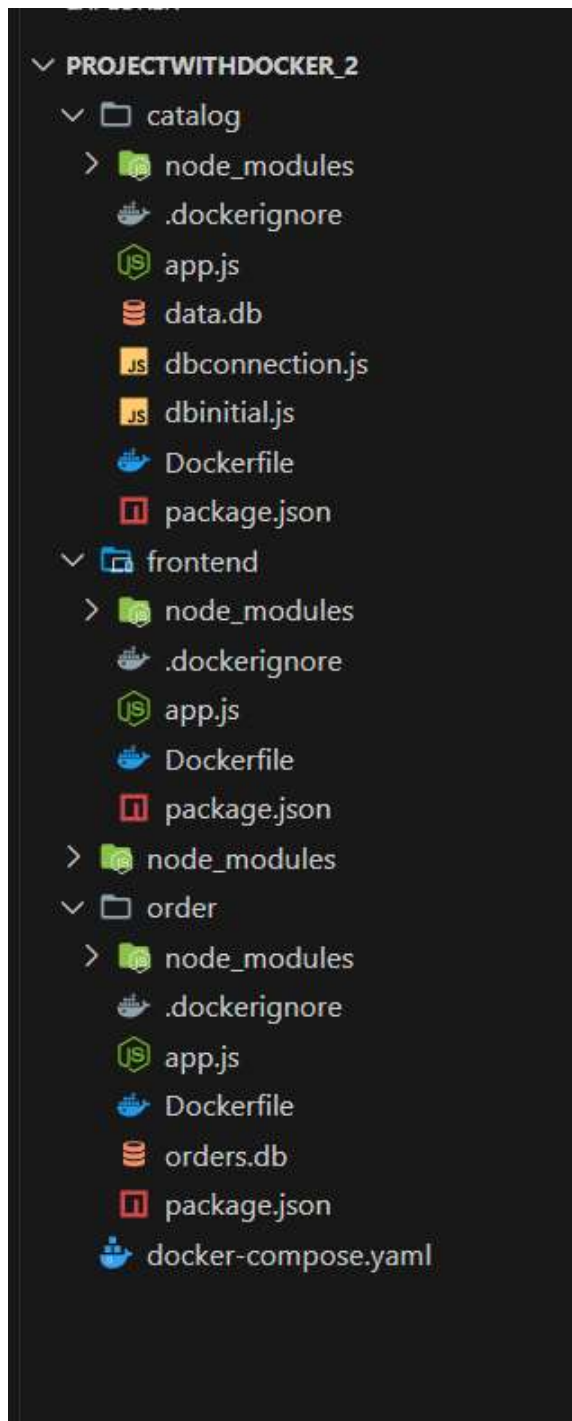 PROJECTWITHDOCKER_2
catalog
node_modules
.dockerignore
app.js
data.db
dbconnection.js
dbinitial.js
Dockerfile
package.json
frontend
node_modules
.dockerignore
app.js
Dockerfile
package.json
node_modules
order
node_modules
.dockerignore
app.js
Dockerfile
orders.db
package.json
docker-compose.yaml